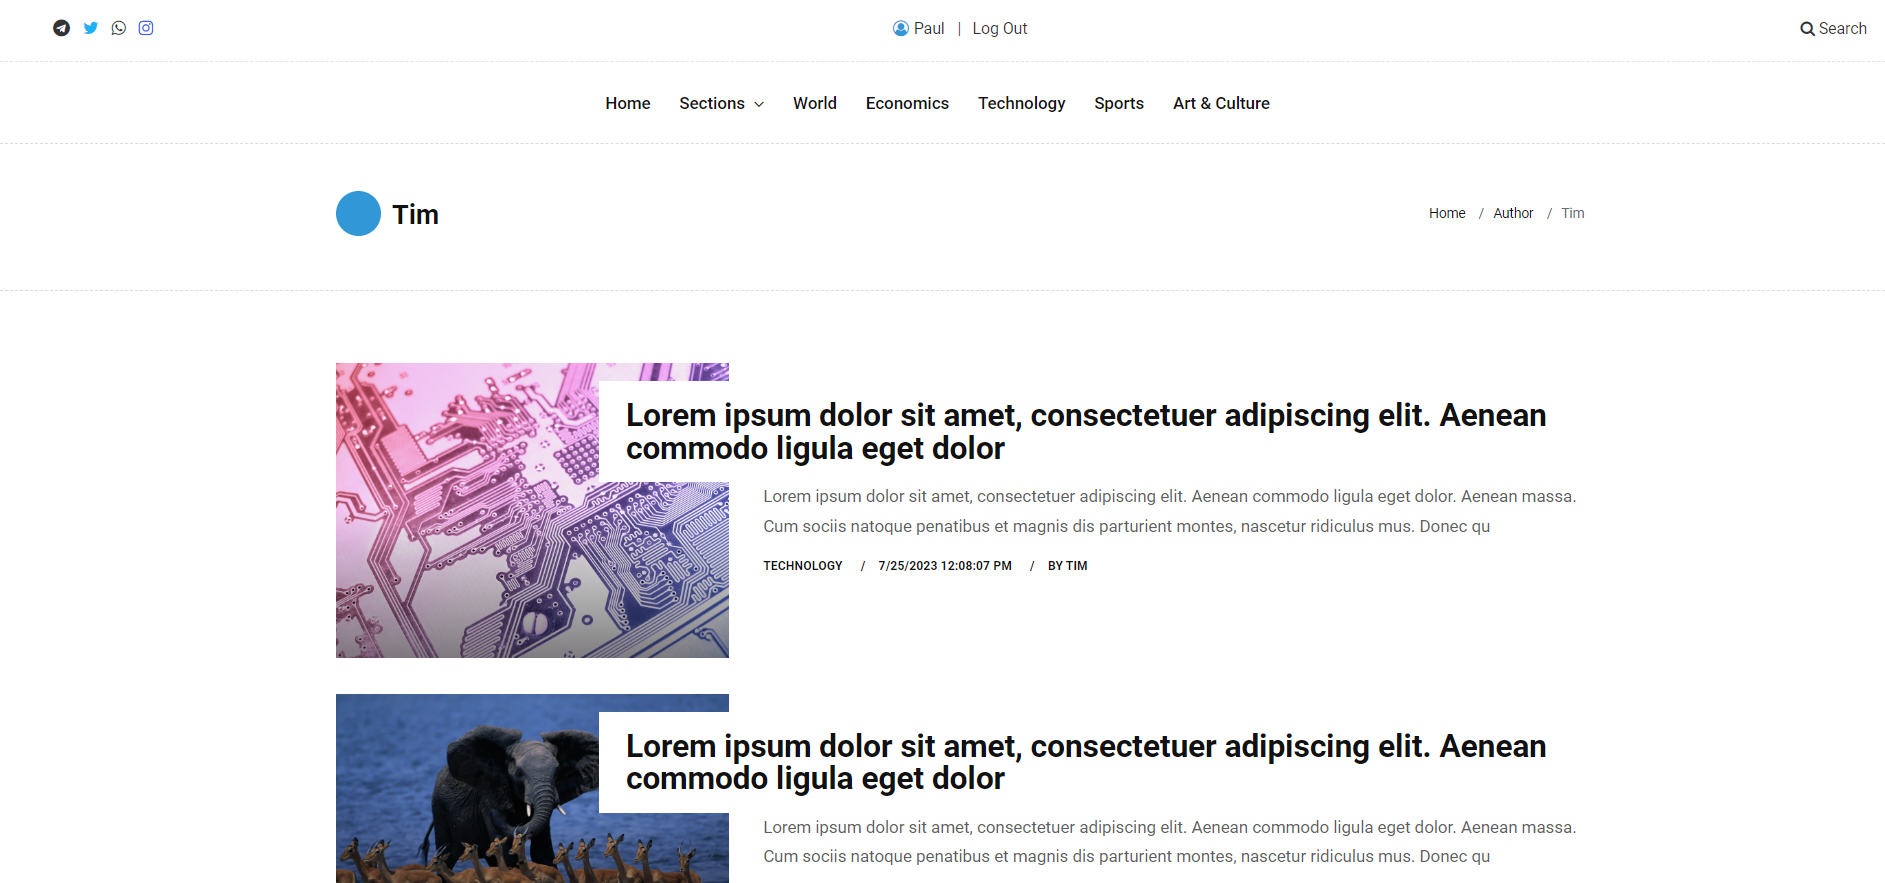 Paul | Log Out
Search
Home Sections World Economics Technology Sports Art & Culture
Tim
Home / Author / Tim
Lorem ipsum dolor sit amet, consectetuer adipiscing elit. Aenean
commodo ligula eget dolor
Lorem ipsum dolor sit amet, consectetuer adipiscing elit. Aenean commodo ligula eget dolor. Aenean massa.
Cum sociis natoque penatibus et magnis dis parturient montes, nascetur ridiculus mus. Donec qu
TECHNOLOGY / 7/25/2023 12:08:07 PM / BY TIM
Lorem ipsum dolor sit amet, consectetuer adipiscing elit. Aenean
commodo ligula eget dolor
Lorem ipsum dolor sit amet, consectetuer adipiscing elit. Aenean commodo ligula eget dolor. Aenean massa.
Cum sociis natoque penatibus et magnis dis parturient montes, nascetur ridiculus mus. Donec qu